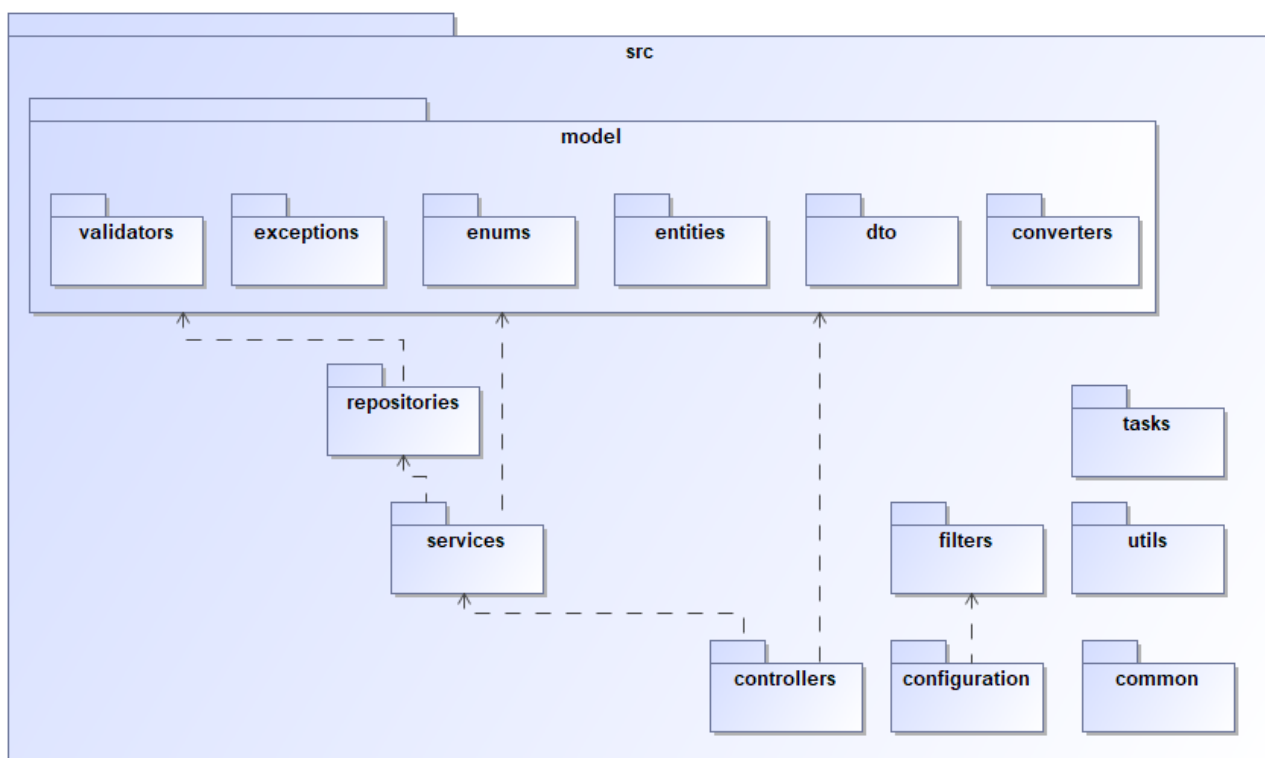 src
model
validators
exceptions
enums
entities
dto
converters
repositories
tasks
services
filters
utils
controllers
configuration
common